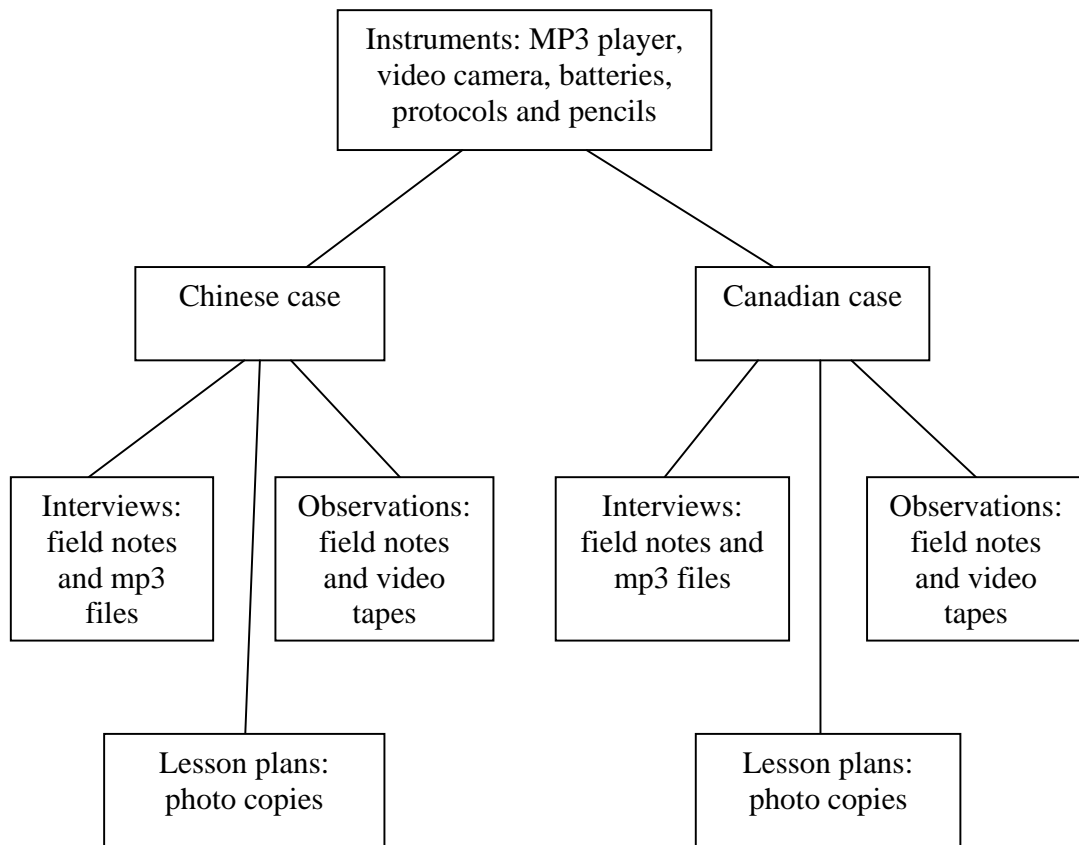 Instruments: MP3 player,
video camera, batteries,
protocols and pencils
Chinese case
Canadian case
Interviews:
field notes
and mp3
files
Observations:
field notes
and video
tapes
Interviews:
field notes and
mp3 files
Observations:
field notes
and video
tapes
Lesson plans:
photo copies
Lesson plans:
photo copies